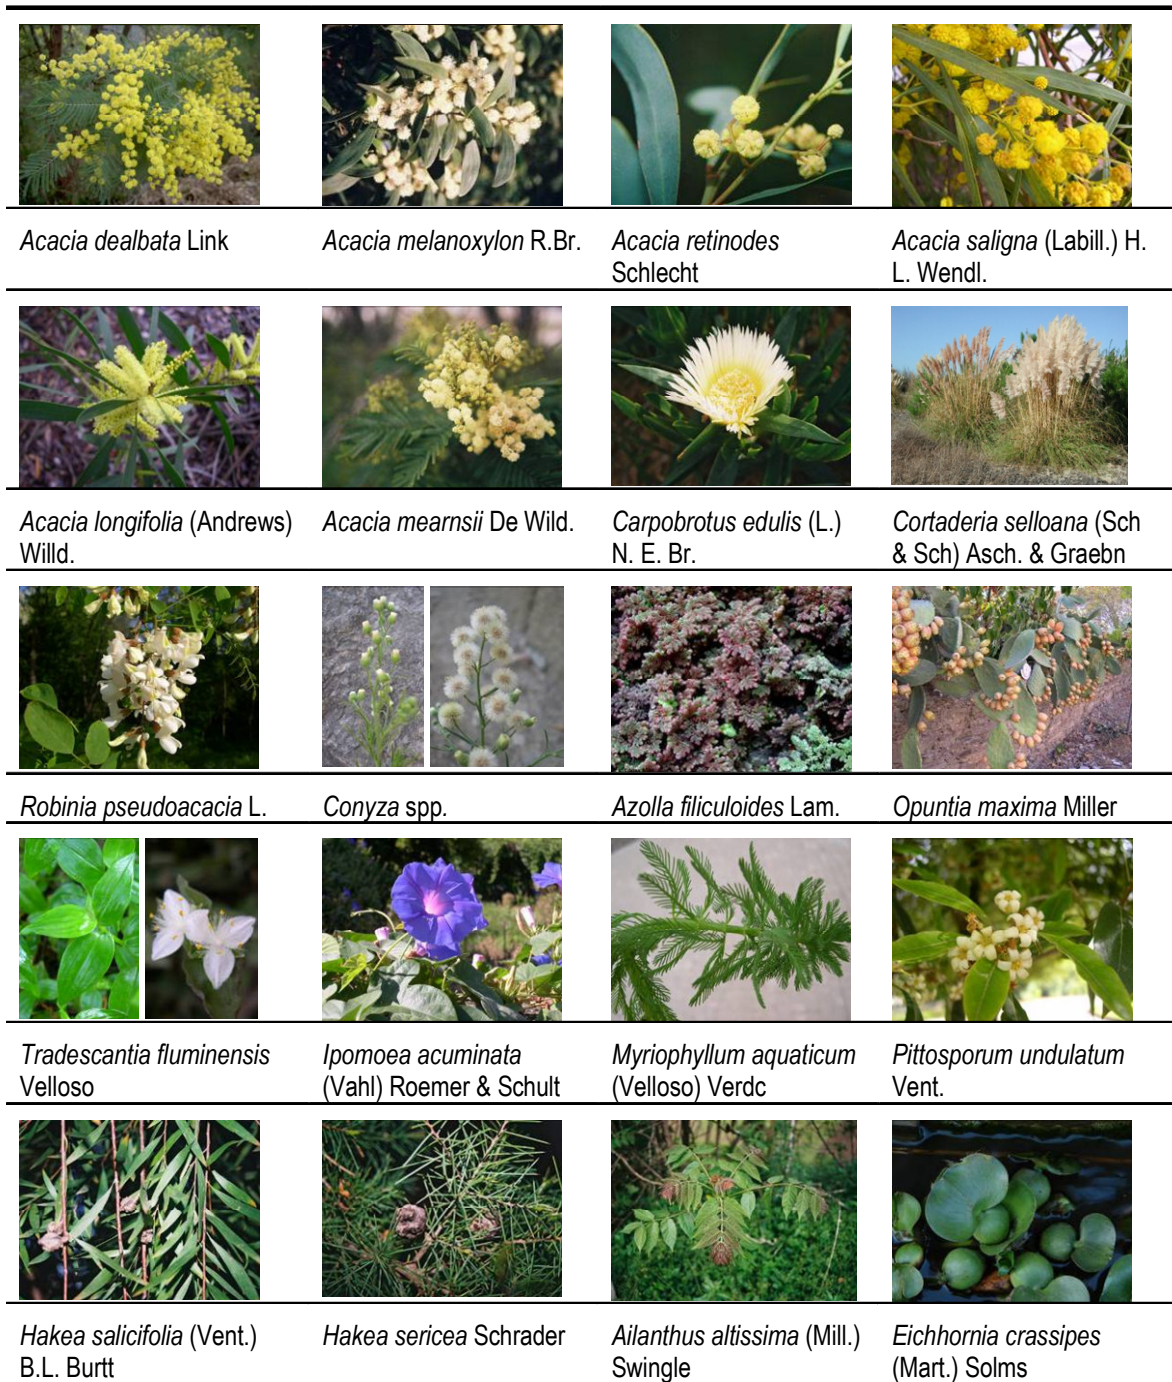 Acacia dealbata Link
Acacia melanoxylon R.Br.
Acacia retinodes
Schlecht
Acacia saligna (Labill.) H.
L. Wendl.
Acacia longifolia (Andrews)
Willd.
Acacia mearnsii De Wild.
Carpobrotus edulis (L.)
N. E. Br.
Cortaderia selloana (Sch
& Sch) Asch. & Graebn
Robinia pseudoacacia L.
Conyza spp.
Azolla filiculoides Lam.
Opuntia maxima Miller
Tradescantia fluminensis
Velloso
Ipomoea acuminata
(Vahl) Roemer & Schult
Myriophyllum aquaticum
(Velloso) Verdc
Pittosporum undulatum
Vent.
Hakea salicifolia (Vent.)
B.L. Burtt
Hakea sericea Schrader
Ailanthus altissima (Mill.)
Swingle
Eichhornia crassipes
(Mart.) Solms